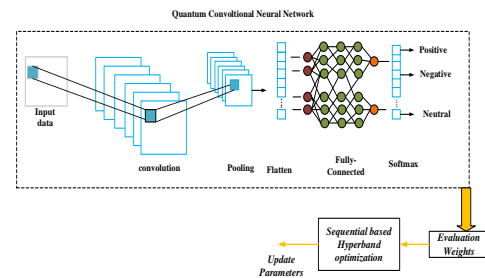 Quantum Convoltional Neural Network
Positive
Negative
Neutral
Input
data
convolution
Pooling
Flatten
Fully-
Connected
Softmax
Sequential based
Hyperband
optimization
Evaluation
Weights
Update
Parameters